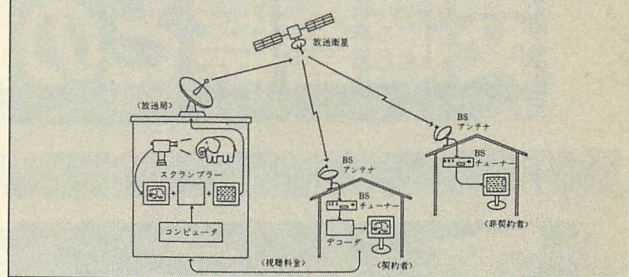 放送衛星
〈放送局〉
スクランブラー
コンピュータ
BS
アンテナ
BS
チューナー
デコーダ
〈契約者〉
〈視聴料金〉
BS
アンテナ
BS
チューナー
〈非契約者〉